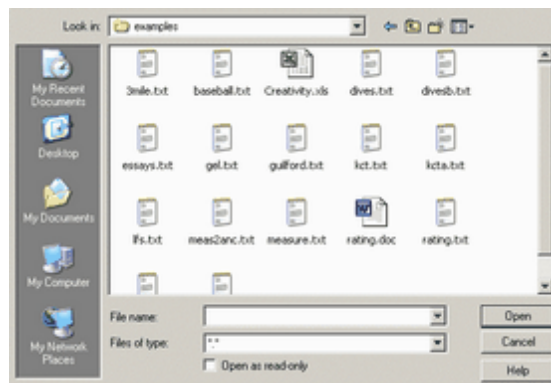 Look in: examples
My Recent
Documents
Desktop
My Documents
My Computer
My Network
Places
3mile.txt baseball.txt Creativity.xls dives.txt divesb.txt
essays.txt gel.txt guilford.txt kct.txt kcta.txt
lfs.txt meas2anc.txt measure.txt rating.doc rating.txt
File name: Open
Files of type: *.* Cancel
Open as read-only Help